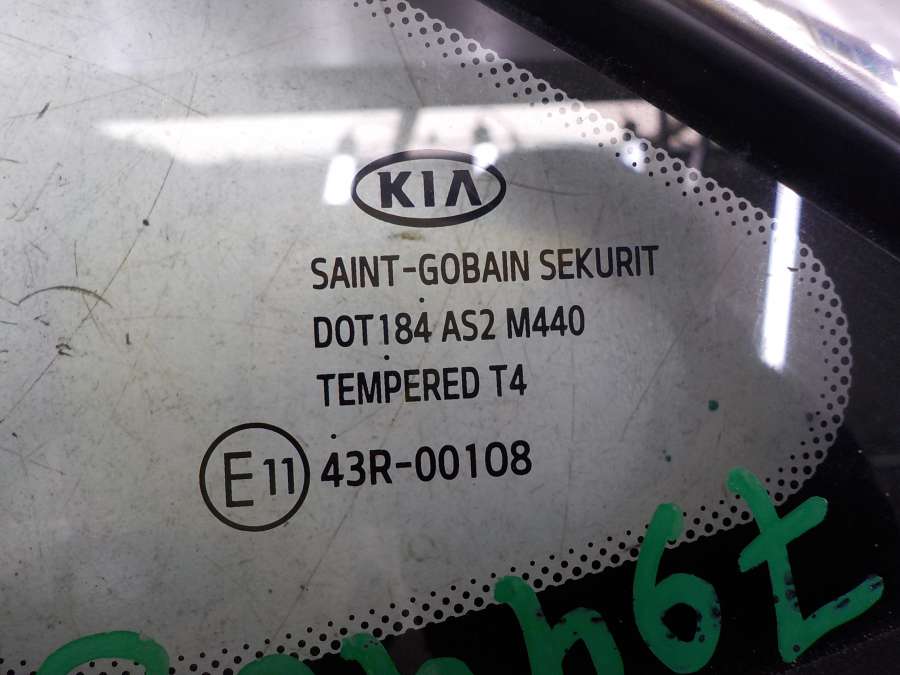 KIA
SAINT-GOBAIN SEKURIT
DOT184 AS2 M440
TEMPERED T4
E11 43R-00108